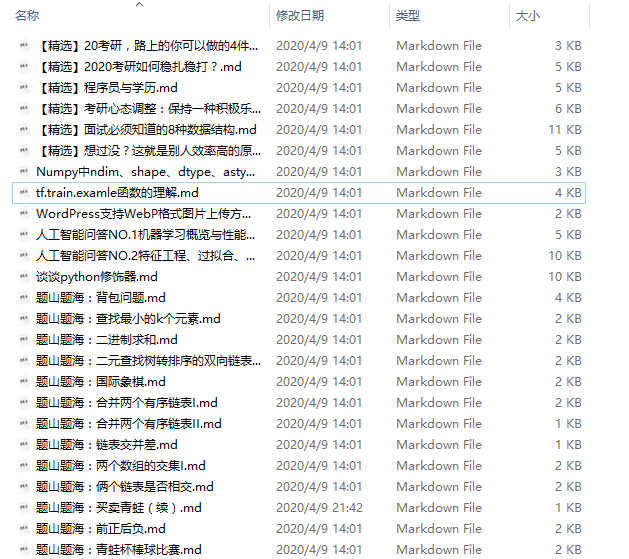 名称 修改日期 类型 大小
【精选】20考研，路上的你可以做的4件... 2020/4/9 14:01 Markdown File 3 KB
【精选】2020考研如何稳扎稳打？.md 2020/4/9 14:01 Markdown File 5 KB
【精选】程序员与学历.md 2020/4/9 14:01 Markdown File 5 KB
【精选】考研心态调整：保持一种积极乐... 2020/4/9 14:01 Markdown File 6 KB
【精选】面试必须知道的8种数据结构.md 2020/4/9 14:01 Markdown File 11 KB
【精选】想过没？这就是别人效率高的原... 2020/4/9 14:01 Markdown File 5 KB
Numpy中ndim、shape、dtype、asty... 2020/4/9 14:01 Markdown File 3 KB
tf.train.examle函数的理解.md 2020/4/9 14:01 Markdown File 4 KB
WordPress支持WebP格式图片上传方... 2020/4/9 14:01 Markdown File 2 KB
人工智能问答NO.1机器学习概览与性能... 2020/4/9 14:01 Markdown File 5 KB
人工智能问答NO.2特征工程、过拟合、... 2020/4/9 14:01 Markdown File 10 KB
谈谈python修饰器.md 2020/4/9 14:01 Markdown File 10 KB
题山题海：背包问题.md 2020/4/9 14:01 Markdown File 4 KB
题山题海：查找最小的k个元素.md 2020/4/9 14:01 Markdown File 2 KB
题山题海：二进制求和.md 2020/4/9 14:01 Markdown File 2 KB
题山题海：二元查找树转排序的双向链表... 2020/4/9 14:01 Markdown File 2 KB
题山题海：国际象棋.md 2020/4/9 14:01 Markdown File 2 KB
题山题海：合并两个有序链表I.md 2020/4/9 14:01 Markdown File 2 KB
题山题海：合并两个有序链表II.md 2020/4/9 14:01 Markdown File 1 KB
题山题海：链表交并差.md 2020/4/9 14:01 Markdown File 2 KB
题山题海：两个数组的交集I.md 2020/4/9 14:01 Markdown File 2 KB
题山题海：俩个链表是否相交.md 2020/4/9 14:01 Markdown File 2 KB
题山题海：买卖青蛙（续）.md 2020/4/9 21:42 Markdown File 1 KB
题山题海：前正后负.md 2020/4/9 14:01 Markdown File 2 KB
题山题海：青蛙杯棒球比赛.md 2020/4/9 14:01 Markdown File 2 KB